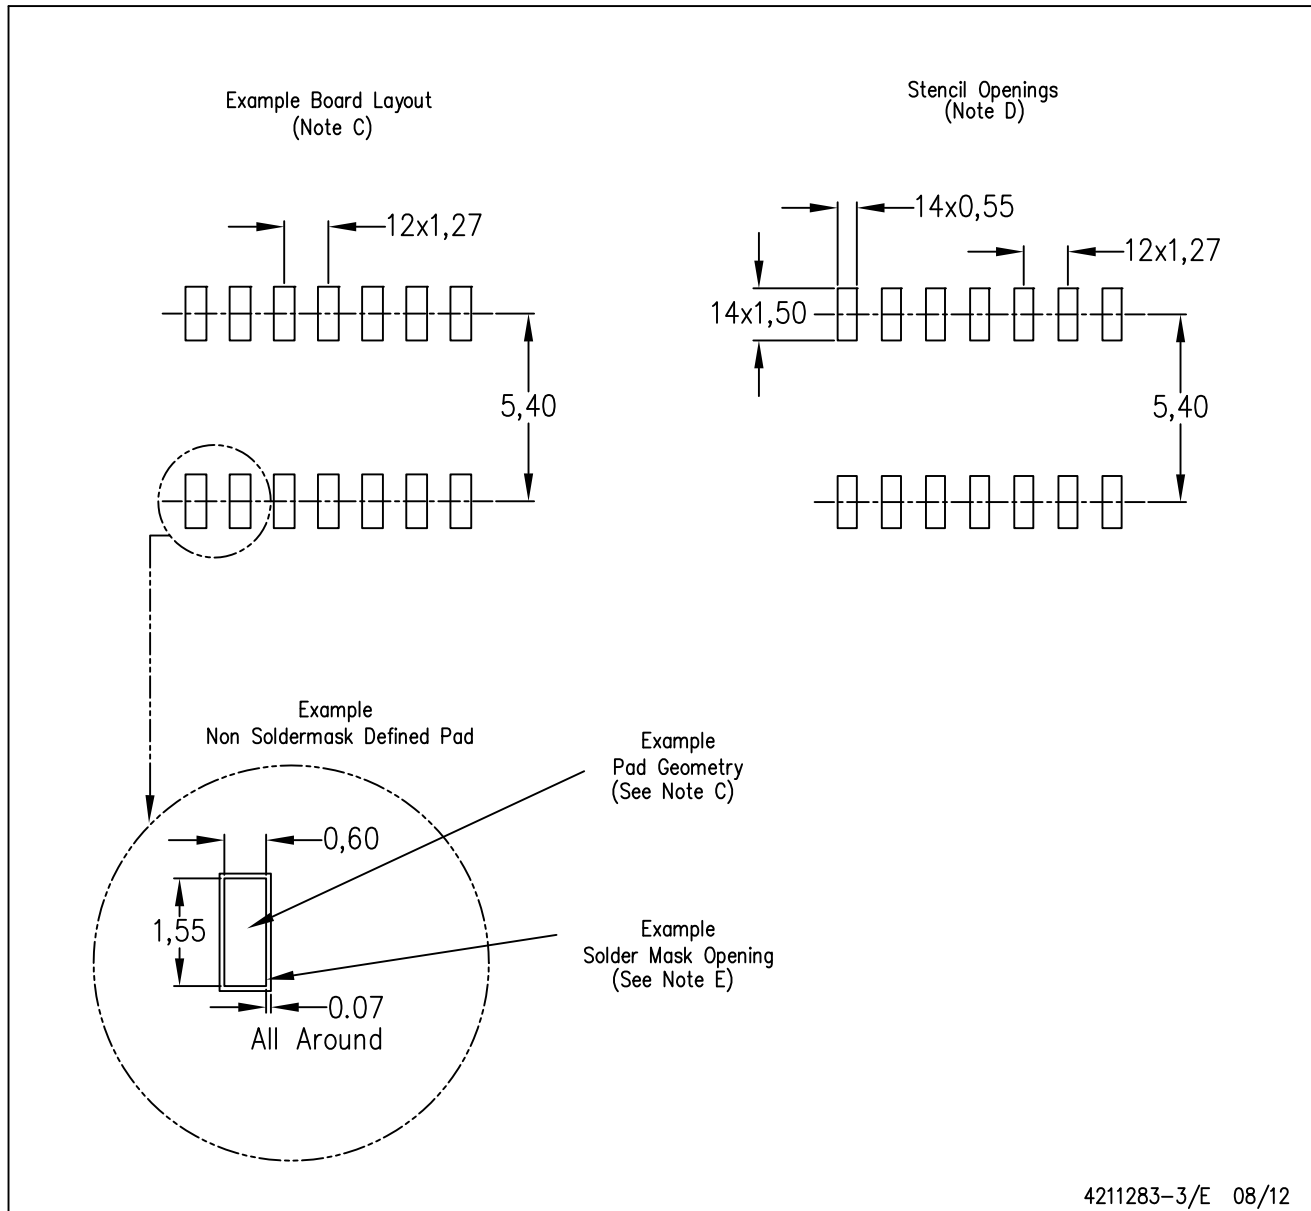 Example Board Layout
(Note C)
Stencil Openings
(Note D)
12x1,27
14x0,55
12x1,27
14x1,50
5,40
5,40
Example
Non Soldermask Defined Pad
Example
Pad Geometry
(See Note C)
0,60
1,55
Example
Solder Mask Opening
(See Note E)
0.07
All Around
4211283-3/E 08/12